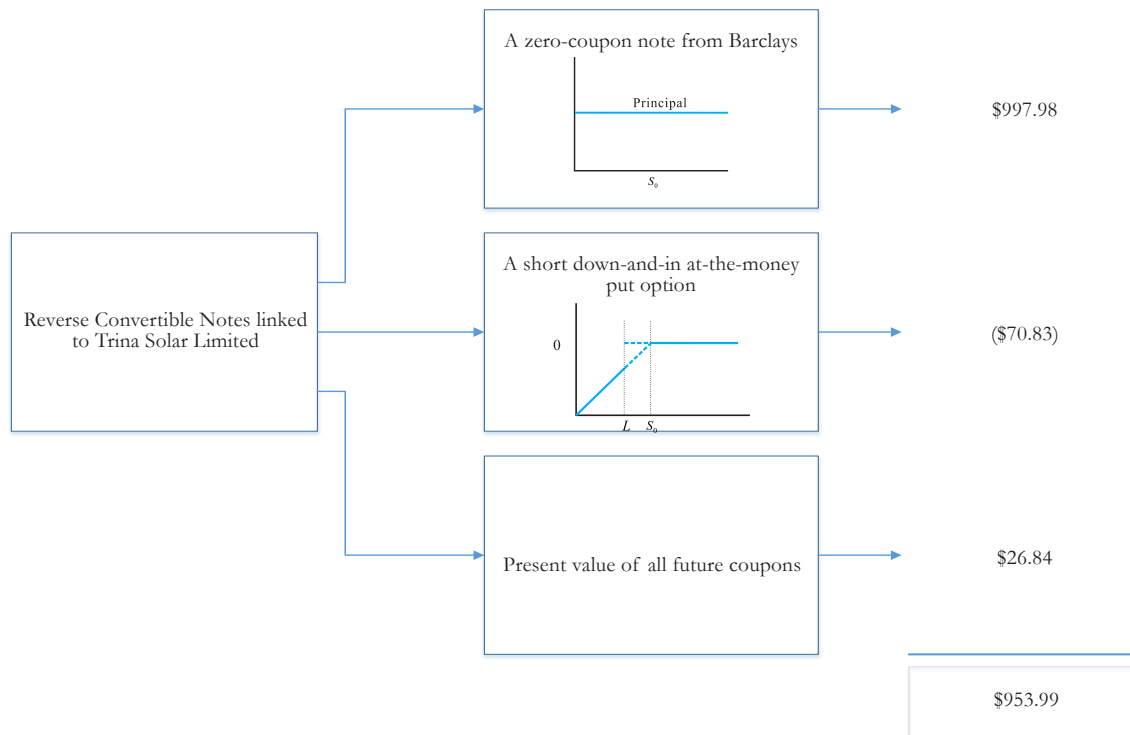 A zero-coupon note from Barclays
Principal
S₀
$997.98
Reverse Convertible Notes linked
to Trina Solar Limited
A short down-and-in at-the-money
put option
0
L S₀
($70.83)
Present value of all future coupons
$26.84
$953.99